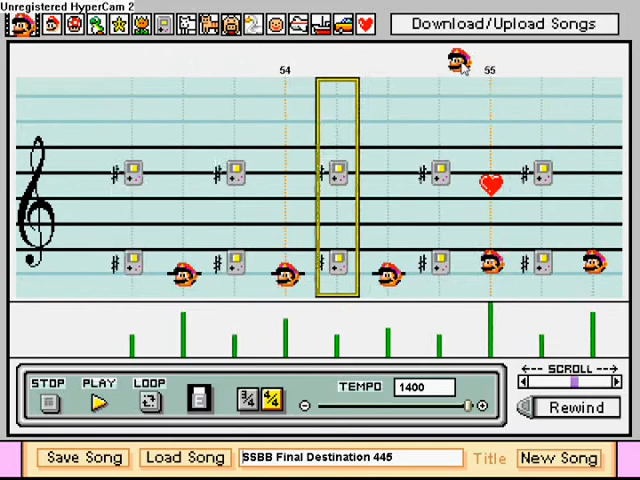 Unregistered HyperCam 2
Download/Upload Songs
54
55
STOP
PLAY
LOOP
3/4
4/4
TEMPO
1400
SCROLL
Rewind
Save Song
Load Song
SSBB Final Destination 445
Title
New Song